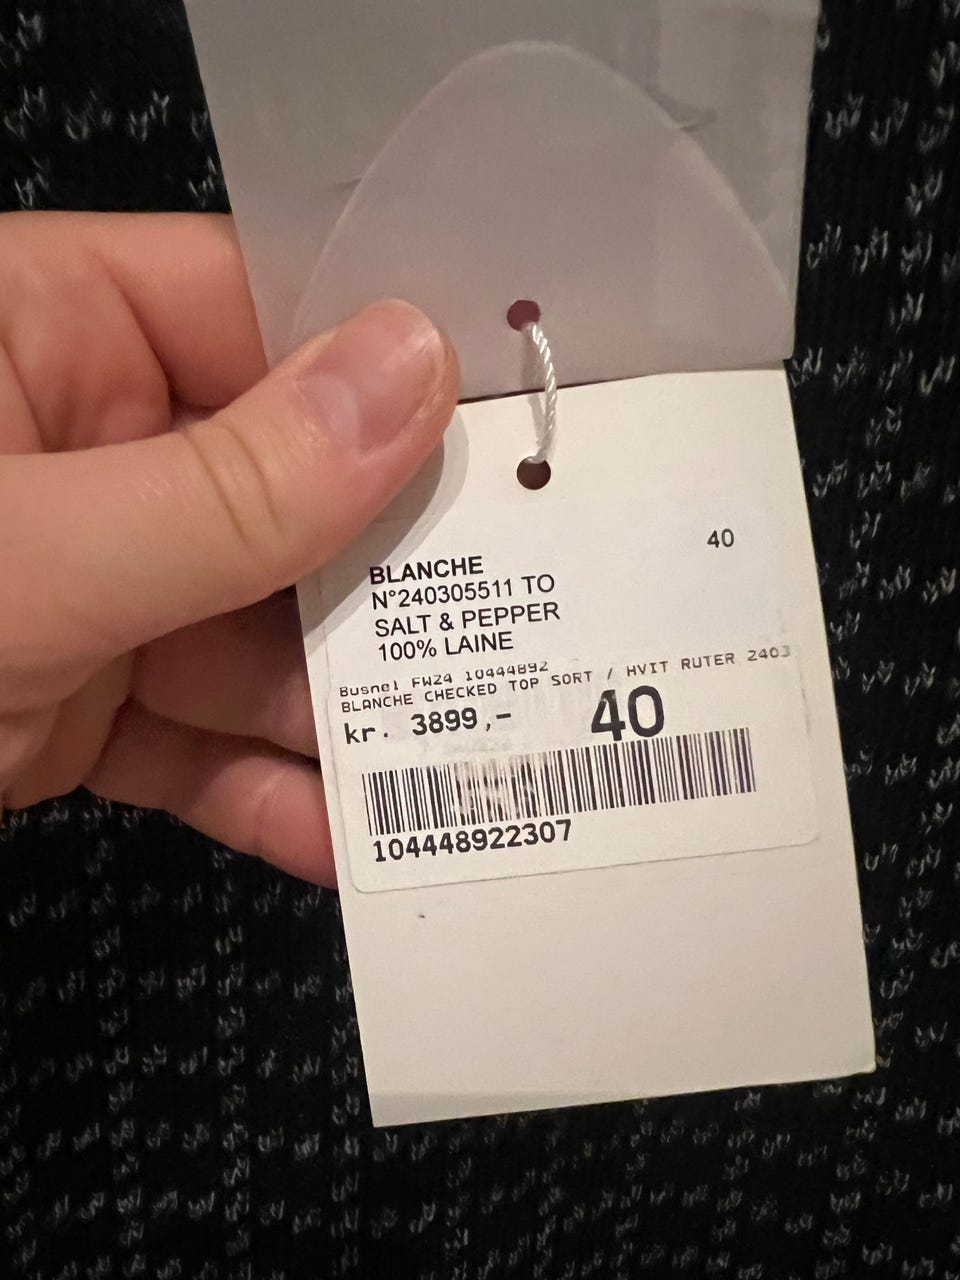 40
BLANCHE
N°240305511 TO
SALT & PEPPER
100% LAINE
Busnel FW24 10444892
BLANCHE CHECKED TOP SORT / HVIT RUTER 2403
kr. 3899,- 40
104448922307